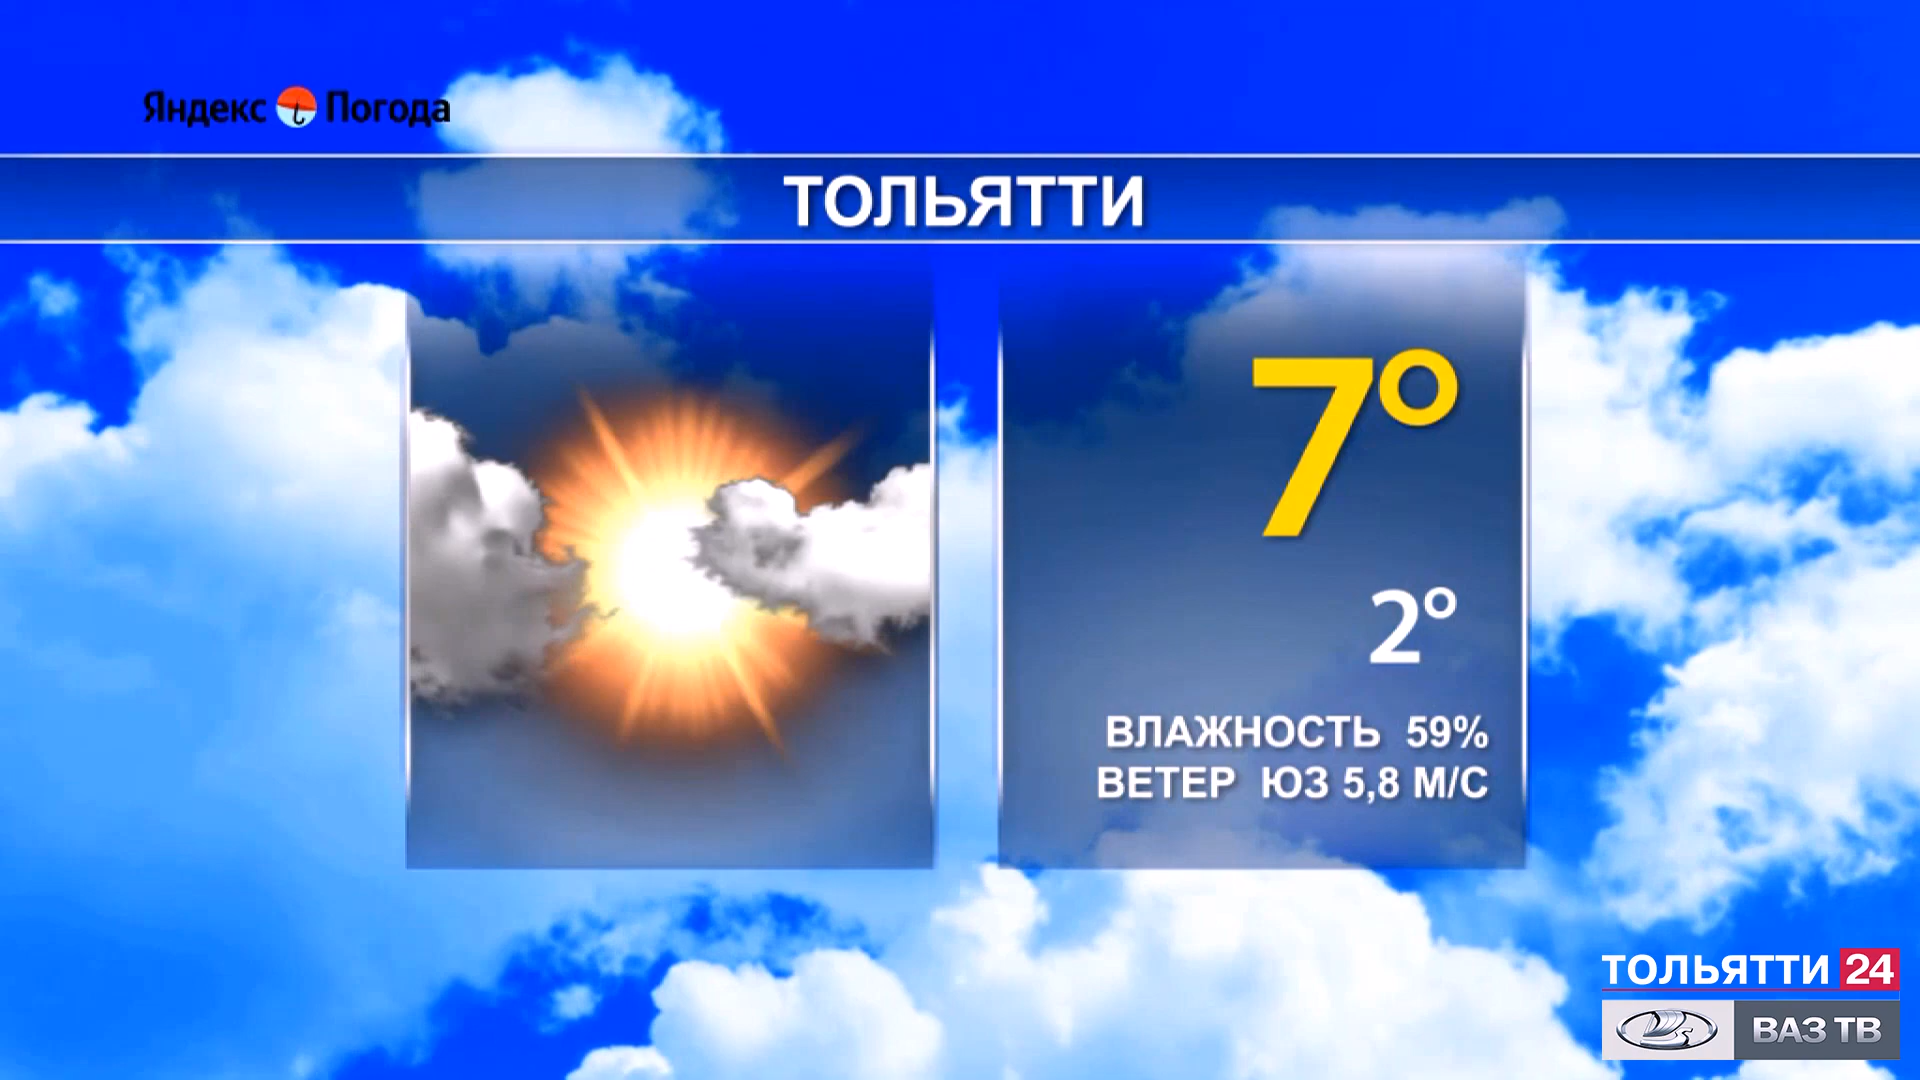 Яндекс Погода
ТОЛЬЯТТИ
7°
2°
ВЛАЖНОСТЬ 59%
ВЕТЕР ЮЗ 5,8 М/С
ТОЛЬЯТТИ 24
ВАЗ ТВ